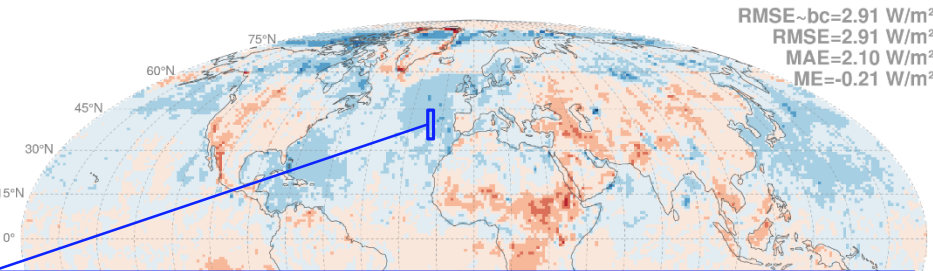 RMSE~bc=2.91 W/m²
RMSE=2.91 W/m²
MAE=2.10 W/m²
ME=-0.21 W/m²
75°N
60°N
45°N
30°N
15°N
0°